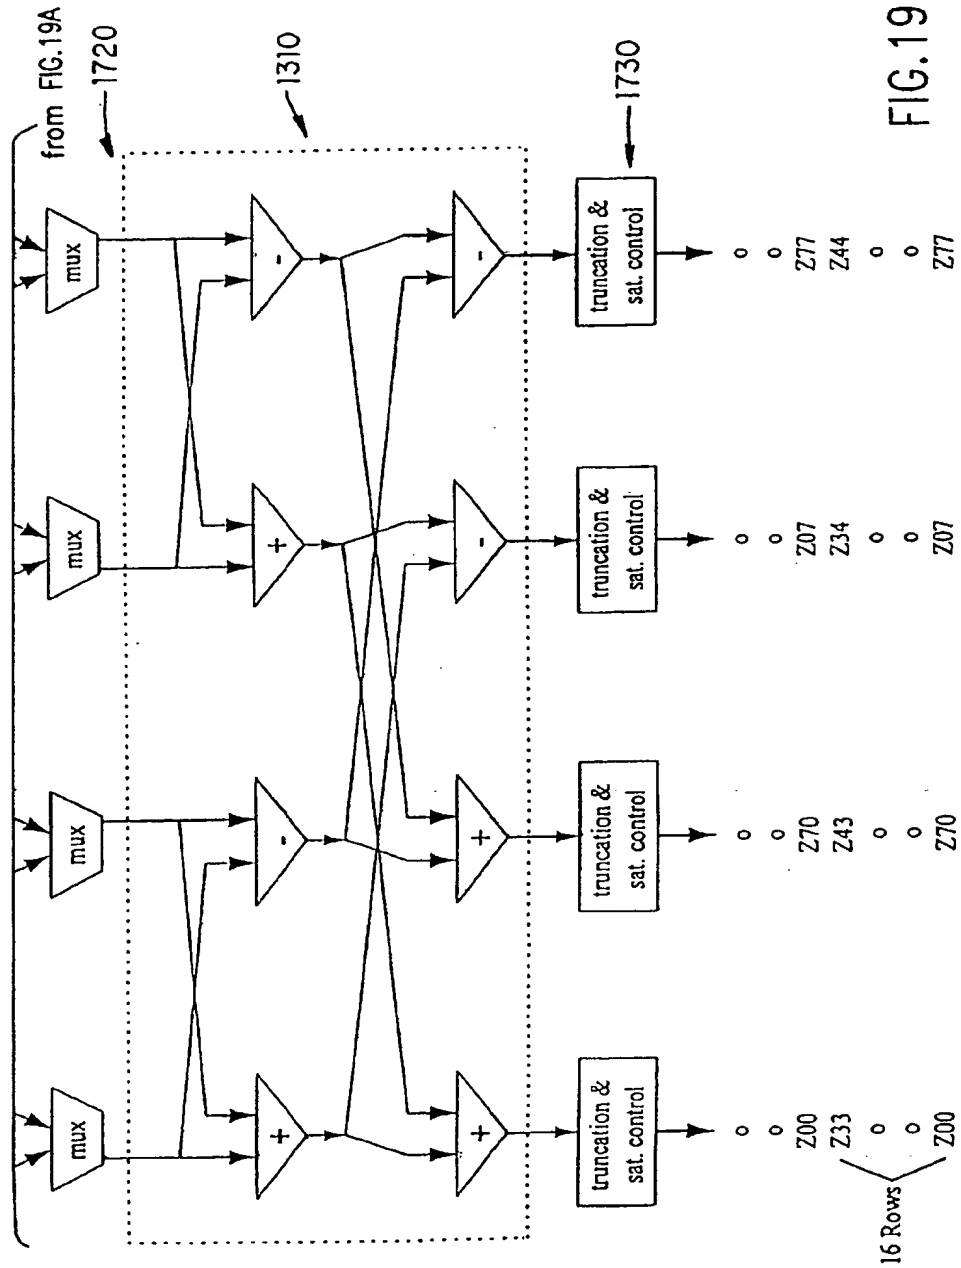 from FIG.19A
1720
mux
mux
mux
mux
1310
+
-
+
-
+
+
-
-
1730
truncation &
sat. control
truncation &
sat. control
truncation &
sat. control
truncation &
sat. control
Z00
Z70
Z07
Z77
Z33
Z43
Z34
Z44
16 Rows
Z00
Z70
Z07
Z77
FIG.19